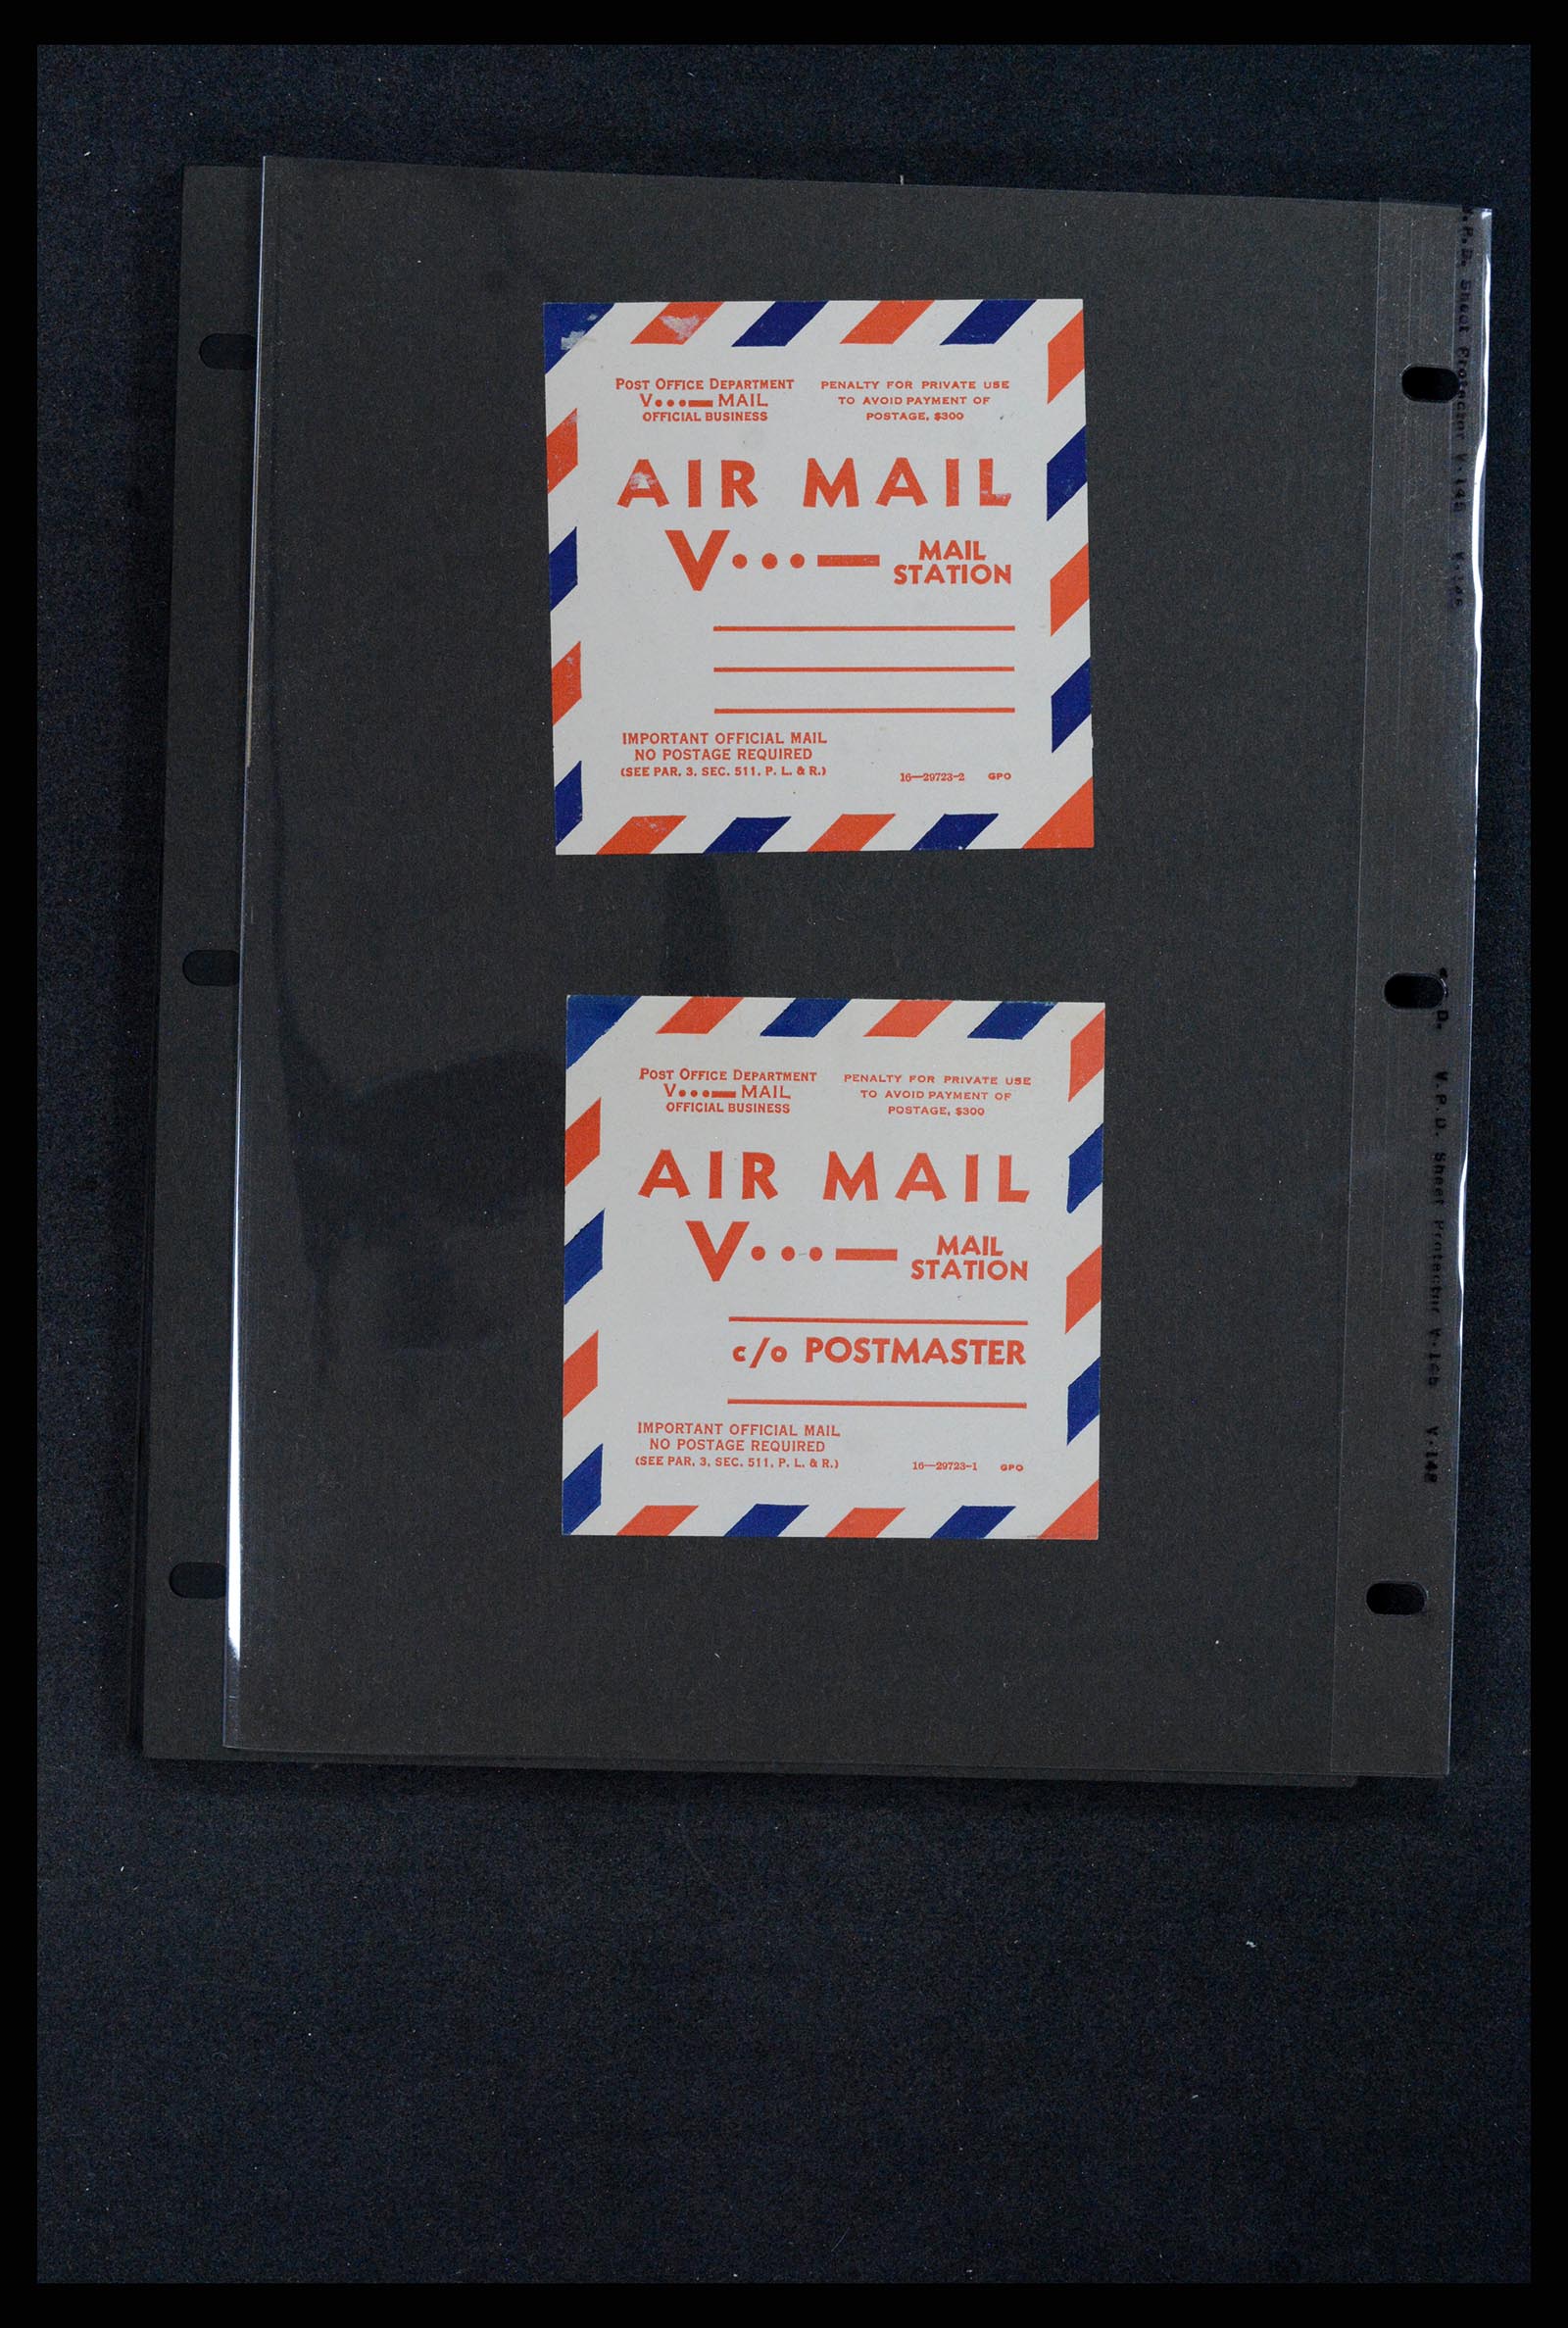 POST OFFICE DEPARTMENT
V...— MAIL
OFFICIAL BUSINESS
PENALTY FOR PRIVATE USE
TO AVOID PAYMENT OF
POSTAGE, $300
AIR MAIL
V...—
MAIL
STATION
IMPORTANT OFFICIAL MAIL
NO POSTAGE REQUIRED
(SEE PAR. 3, SEC. 511, P. L. & R.)
16—29723-2 GPO
POST OFFICE DEPARTMENT
V...— MAIL
OFFICIAL BUSINESS
PENALTY FOR PRIVATE USE
TO AVOID PAYMENT OF
POSTAGE, $300
AIR MAIL
V...—
MAIL
STATION
c/o POSTMASTER
IMPORTANT OFFICIAL MAIL
NO POSTAGE REQUIRED
(SEE PAR. 3, SEC. 511, P. L. & R.)
16—29723-1 GPO
V.P.D. Sheet Protector V-148
V.P.D. Sheet Protector V-148